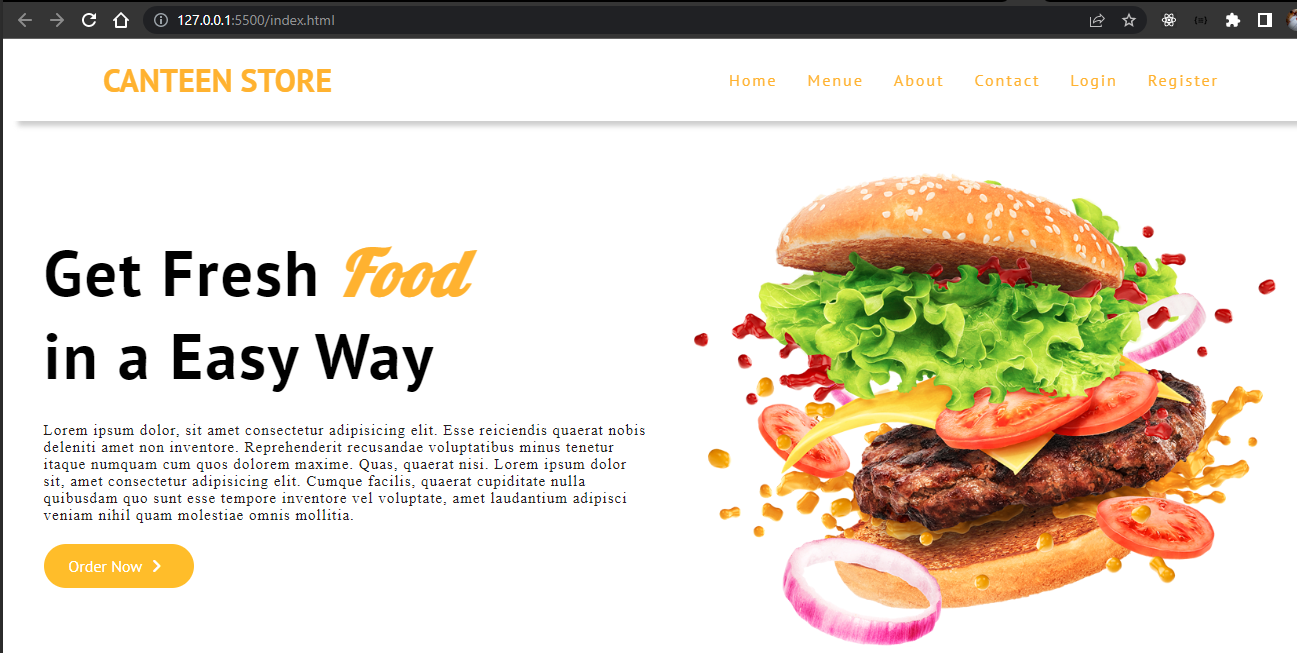 127.0.0.1:5500/index.html
CANTEEN STORE
Home Menue About Contact Login Register
Get Fresh Food
in a Easy Way
Lorem ipsum dolor, sit amet consectetur adipisicing elit. Esse reiciendis quaerat nobis
deleniti amet non inventore. Reprehenderit recusandae voluptatibus minus tenetur
itaque numquam cum quos dolorem maxime. Quas, quaerat nisi. Lorem ipsum dolor
sit, amet consectetur adipisicing elit. Cumque facilis, quaerat cupiditate nulla
quibusdam quo sunt esse tempore inventore vel voluptate, amet laudantium adipisci
veniam nihil quam molestiae omnis mollitia.
Order Now